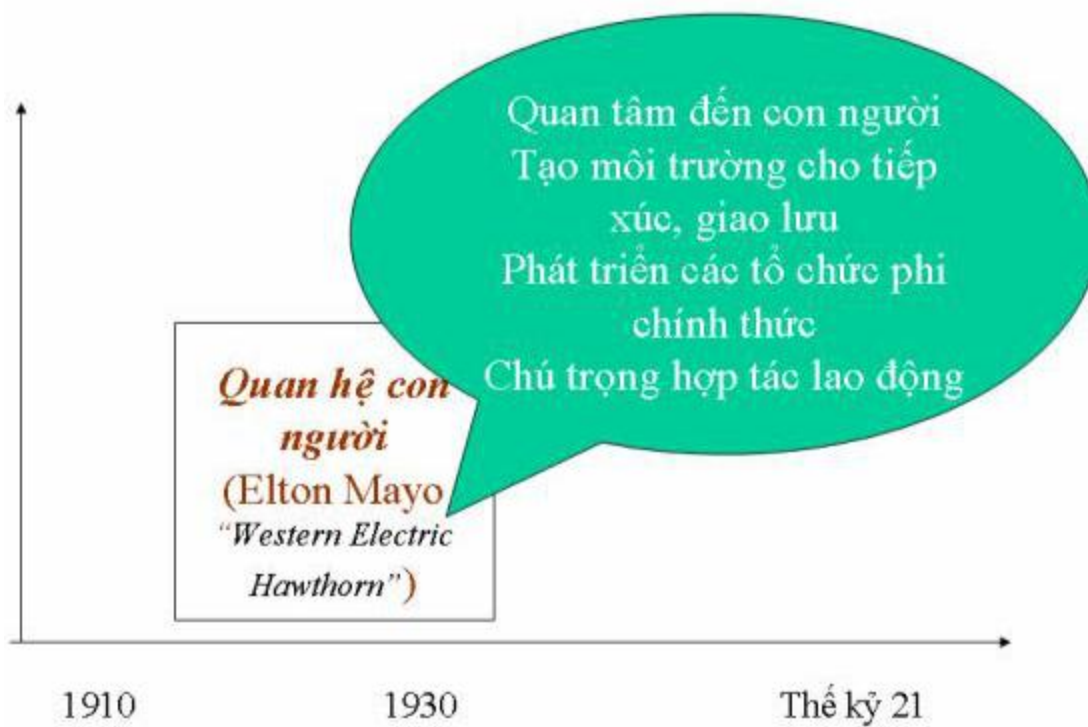 Quan tâm đến con người
Tạo môi trường cho tiếp
xúc, giao lưu
Phát triển các tổ chức phi
chính thức
Chú trọng hợp tác lao động
Quan hệ con
người
(Elton Mayo
“Western Electric
Hawthorn”)
1910 1930 Thế kỷ 21